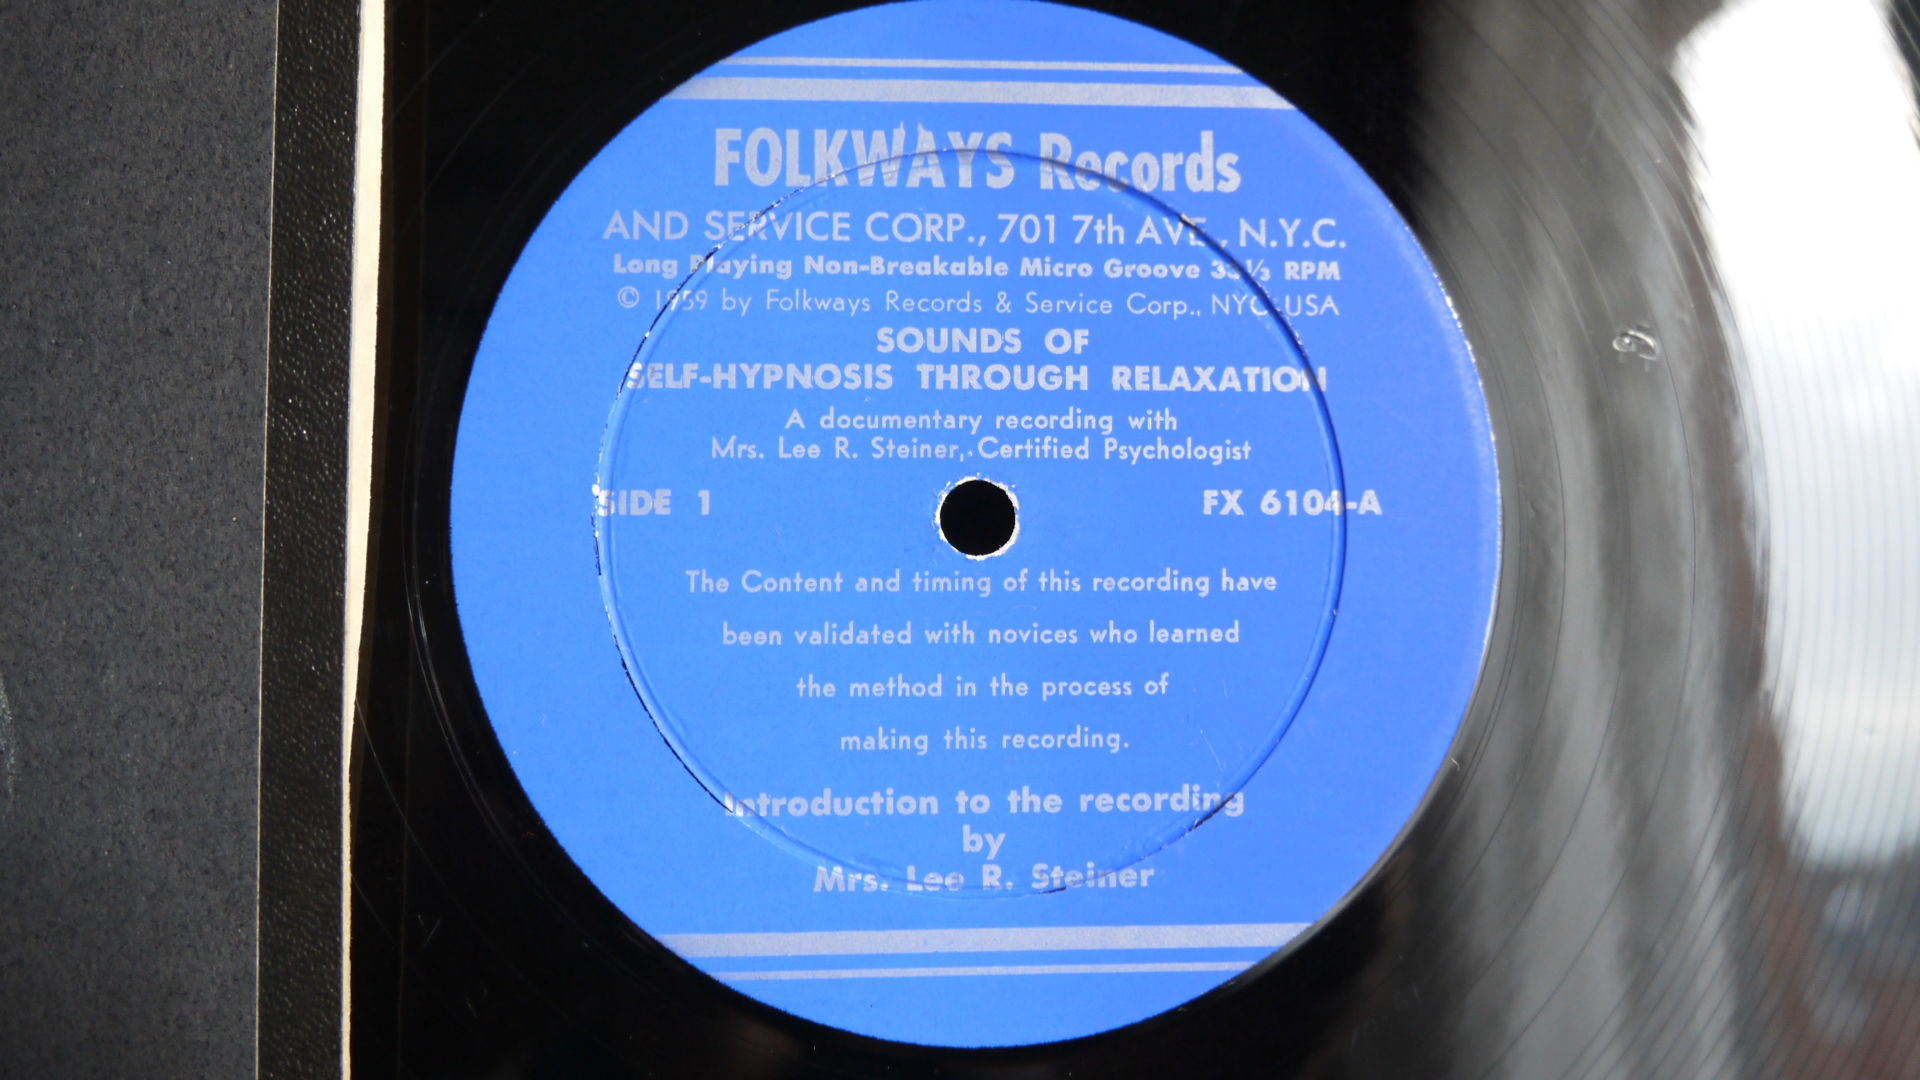 FOLKWAYS Records
AND SERVICE CORP., 701 7th AVE., N.Y.C.
Long Playing Non-Breakable Micro Groove 33⅓ RPM
© 1959 by Folkways Records & Service Corp., NYC USA
SOUNDS OF
SELF-HYPNOSIS THROUGH RELAXATION
A documentary recording with
Mrs. Lee R. Steiner, Certified Psychologist
SIDE 1 FX 6104-A
The Content and timing of this recording have
been validated with novices who learned
the method in the process of
making this recording.
Introduction to the recording
by
Mrs. Lee R. Steiner